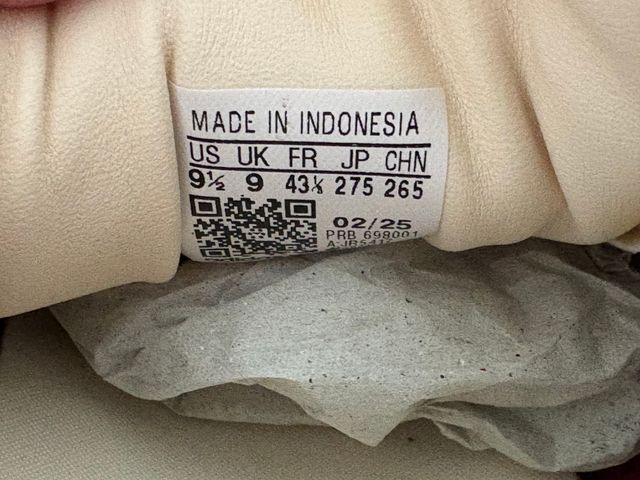 MADE IN INDONESIA
US UK FR JP CHN
9½ 9 43⅓ 275 265
02/25
PRB 698001